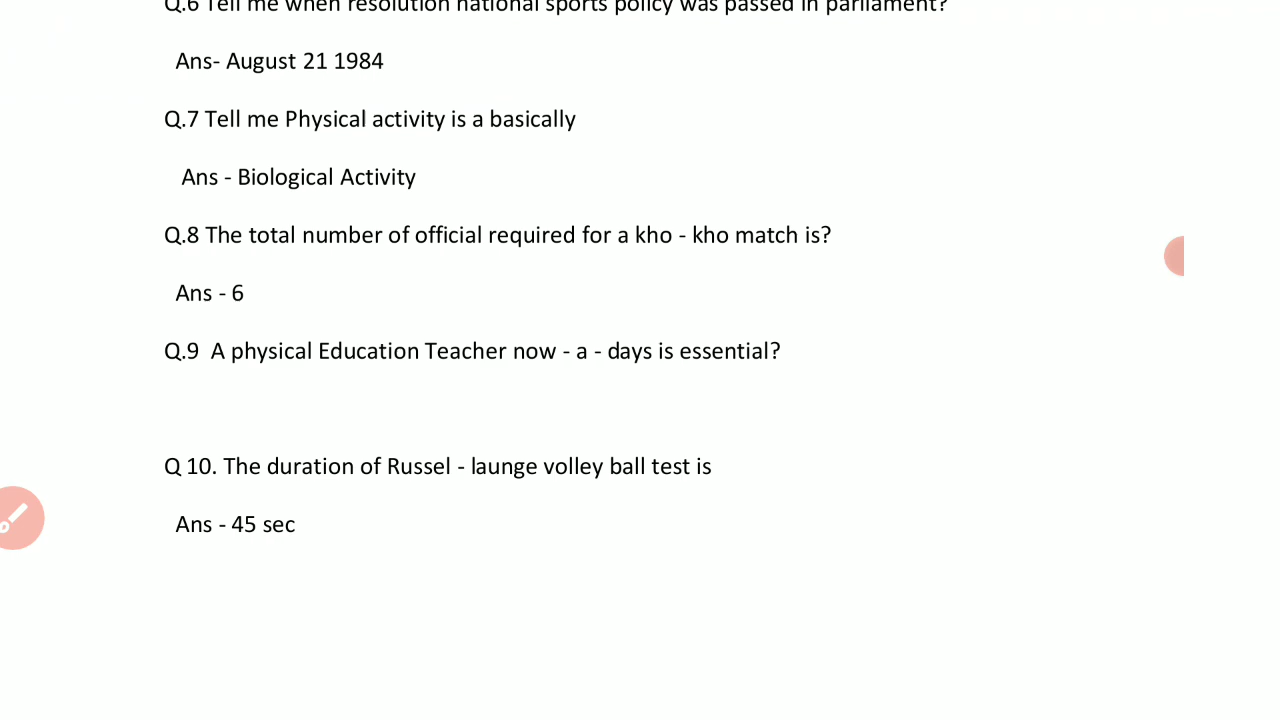 Q.6 Tell me when resolution national sports policy was passed in parliament?
Ans- August 21 1984
Q.7 Tell me Physical activity is a basically
Ans - Biological Activity
Q.8 The total number of official required for a kho - kho match is?
Ans - 6
Q.9 A physical Education Teacher now - a - days is essential?
Q 10. The duration of Russel - launge volley ball test is
Ans - 45 sec